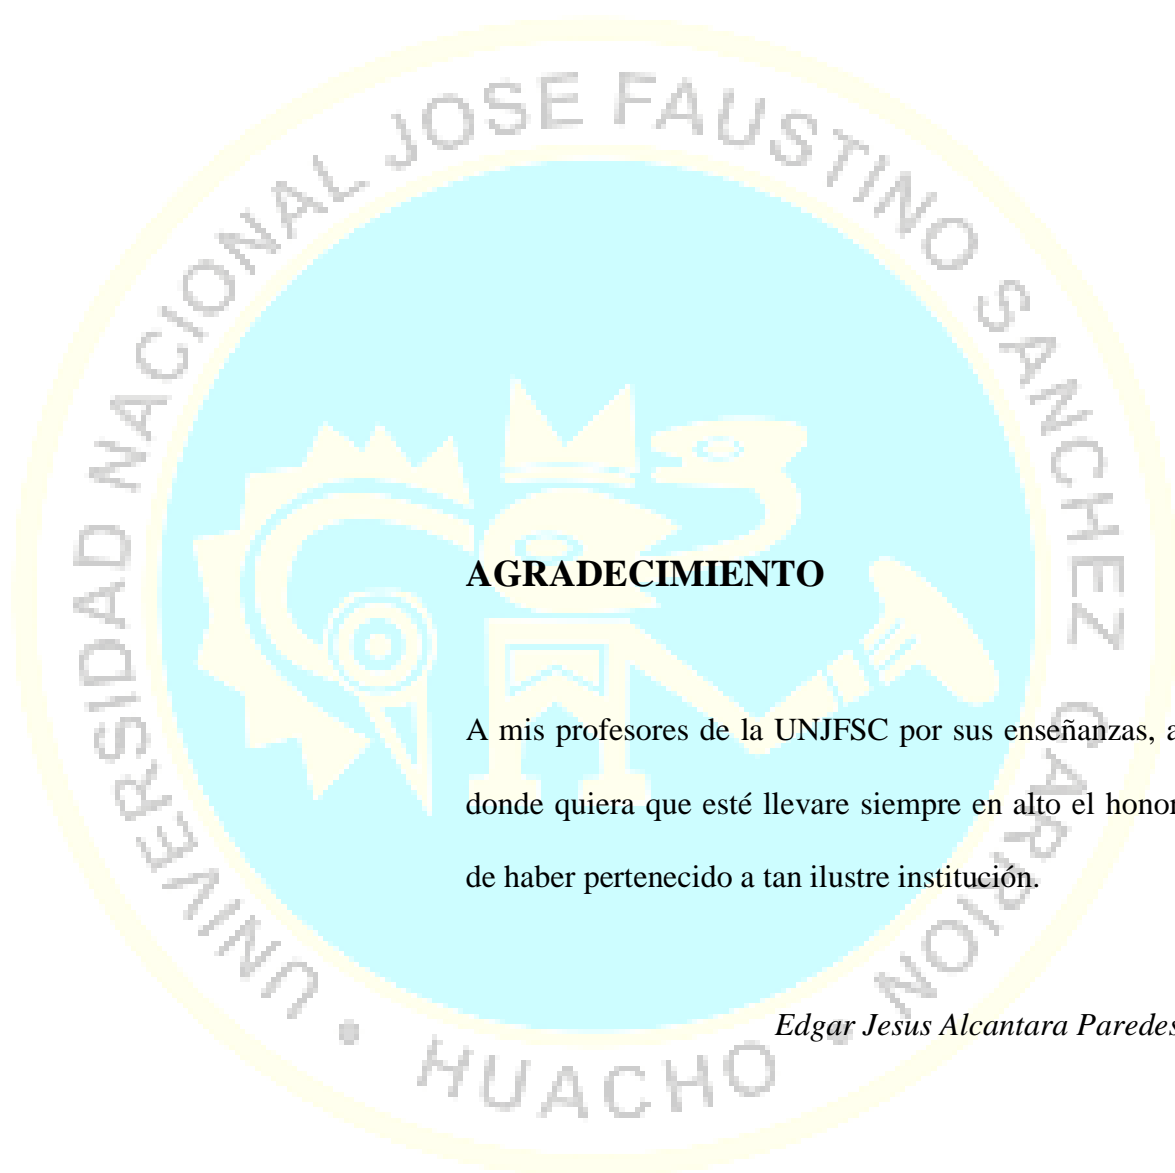 UNIVERSIDAD NACIONAL JOSE FAUSTINO SANCHEZ CARRION
• HUACHO •
AGRADECIMIENTO
A mis profesores de la UNJFSC por sus enseñanzas, a
donde quiera que esté llevare siempre en alto el honor
de haber pertenecido a tan ilustre institución.
Edgar Jesus Alcantara Paredes